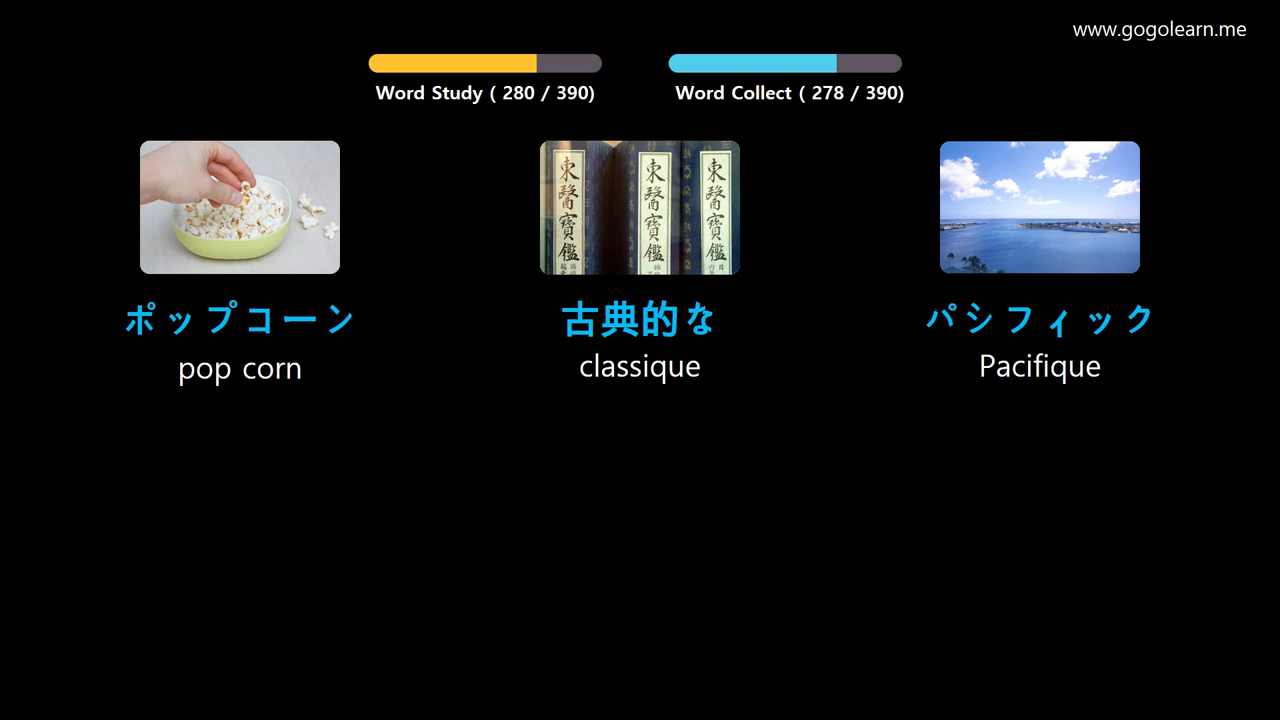 www.gogolearn.me
Word Study ( 280 / 390)
Word Collect ( 278 / 390)
東醫寶鑑
東醫寶鑑
東醫寶鑑
ポップコーン
古典的な
パシフィック
pop corn
classique
Pacifique